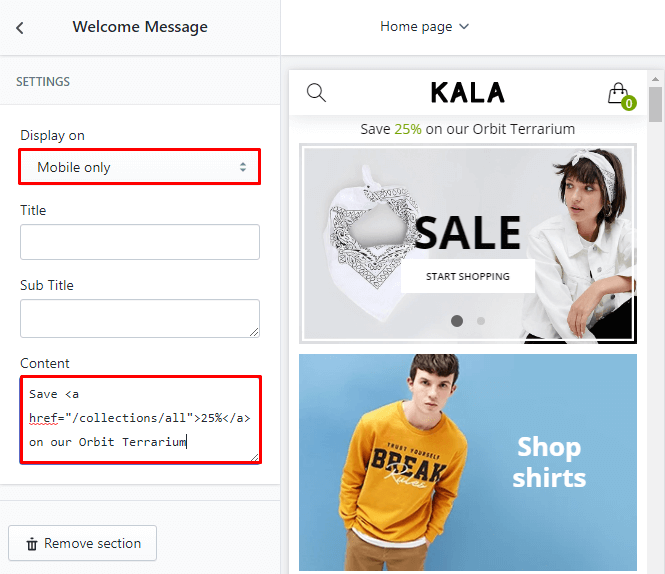 Welcome Message
SETTINGS
Display on
Mobile only
Title
Sub Title
Content
Save <a
href="/collections/all">25%</a>
on our Orbit Terrarium
Remove section
Home page
KALA
0
Save 25% on our Orbit Terrarium
SALE
START SHOPPING
TRUST YOURSELF
BREAK
Rules
Shop
shirts